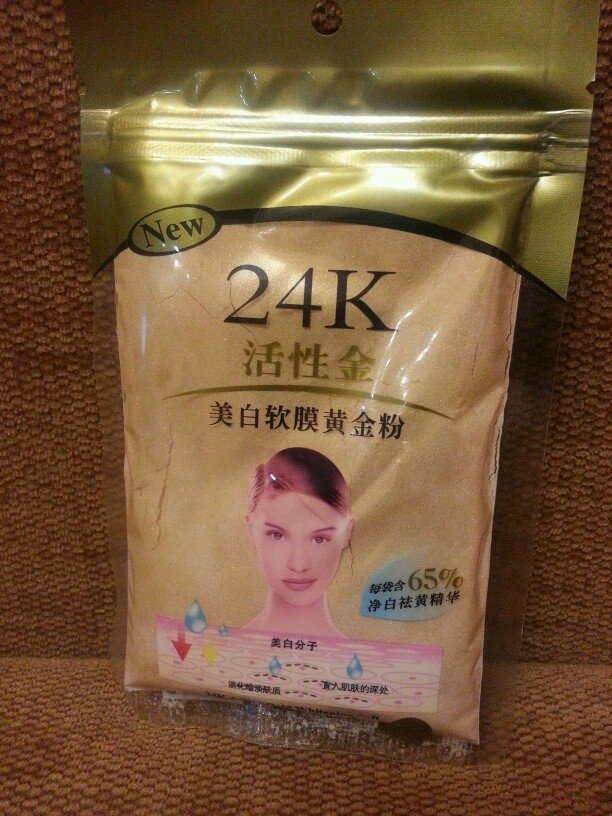 New
24K
活性金
美白软膜黄金粉
每袋含65%
净白祛黄精华
美白分子
淡化暗淡肤质
直入肌肤的深处